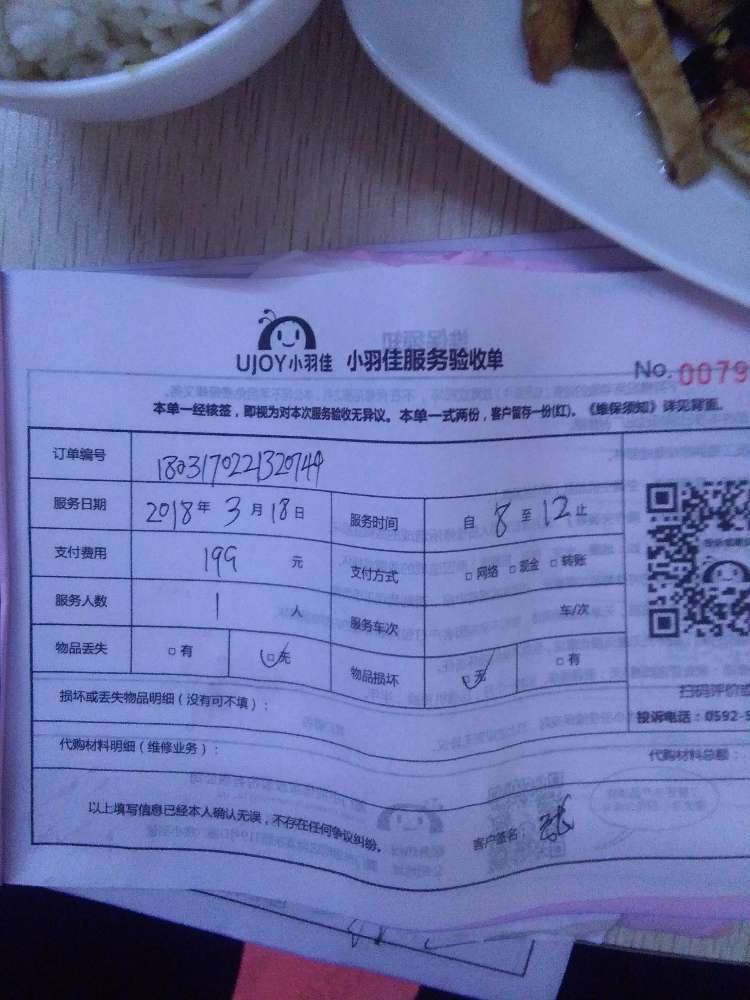 UJOY小羽佳 小羽佳服务验收单
No. 0079
本单一经核签，即视为对本次服务验收无异议。本单一式两份，客户留存一份(红)。《维保须知》详见背面。
订单编号 1803170221320744
服务日期 2018年3月18日 服务时间 自8至12止
支付费用 199元 支付方式 □网络 □现金 □转账
服务人数 1人 服务车次 车/次
物品丢失 □有 □无 物品损坏 □无 □有
扫码评价或
损坏或丢失物品明细（没有可不填）：
投诉电话：0592-
代购材料明细（维修业务）： 代购材料总额：
以上填写信息已经本人确认无误，不存在任何争议纠纷。 客户签名：